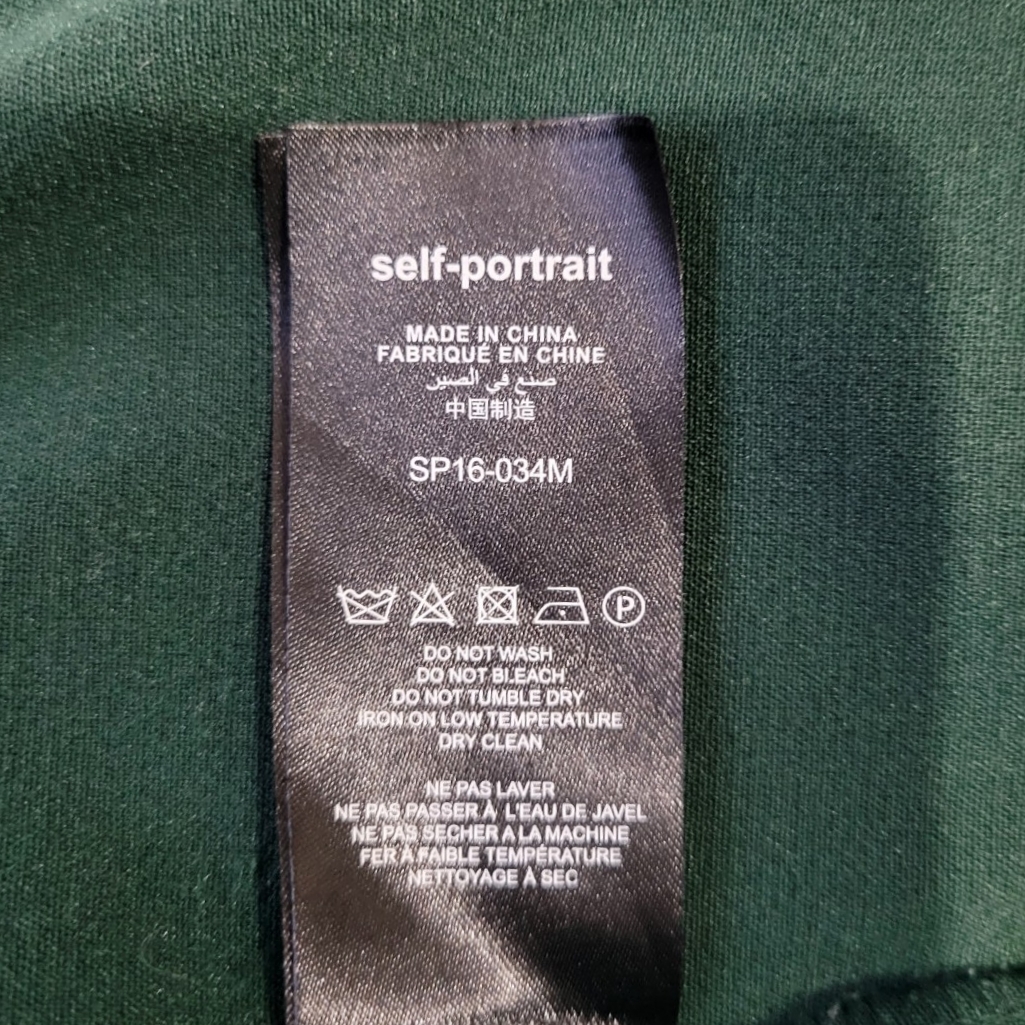 self-portrait
MADE IN CHINA
FABRIQUÉ EN CHINE
صنع في الصين
中国制造
SP16-034M
P
DO NOT WASH
DO NOT BLEACH
DO NOT TUMBLE DRY
IRON ON LOW TEMPERATURE
DRY CLEAN
NE PAS LAVER
NE PAS PASSER À L'EAU DE JAVEL
NE PAS SECHER A LA MACHINE
FER À FAIBLE TEMPÉRATURE
NETTOYAGE À SEC